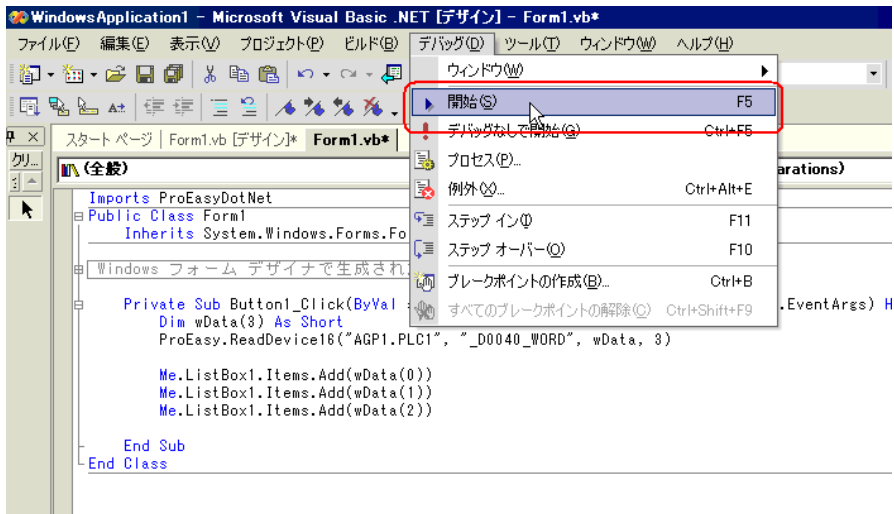 WindowsApplication1 - Microsoft Visual Basic .NET [デザイン] - Form1.vb*
ファイル(F) 編集(E) 表示(V) プロジェクト(P) ビルド(B) デバッグ(D) ツール(T) ウィンドウ(W) ヘルプ(H)
ウィンドウ(W)
開始(S) F5
デバッグなしで開始(G) Ctrl+F5
プロセス(P)...
例外(X)... Ctrl+Alt+E
ステップ イン(I) F11
ステップ オーバー(O) F10
ブレークポイントの作成(B)... Ctrl+B
すべてのブレークポイントの解除(C) Ctrl+Shift+F9
スタート ページ Form1.vb [デザイン]* Form1.vb*
クリ...
(全般) arations)
Imports ProEasyDotNet
Public Class Form1
Inherits System.Windows.Forms.Fo
Windows フォーム デザイナで生成され
Private Sub Button1_Click(ByVal .EventArgs) H
Dim wData(3) As Short
ProEasy.ReadDevice16("AGP1.PLC1", "_D0040_WORD", wData, 3)
Me.ListBox1.Items.Add(wData(0))
Me.ListBox1.Items.Add(wData(1))
Me.ListBox1.Items.Add(wData(2))
End Sub
End Class